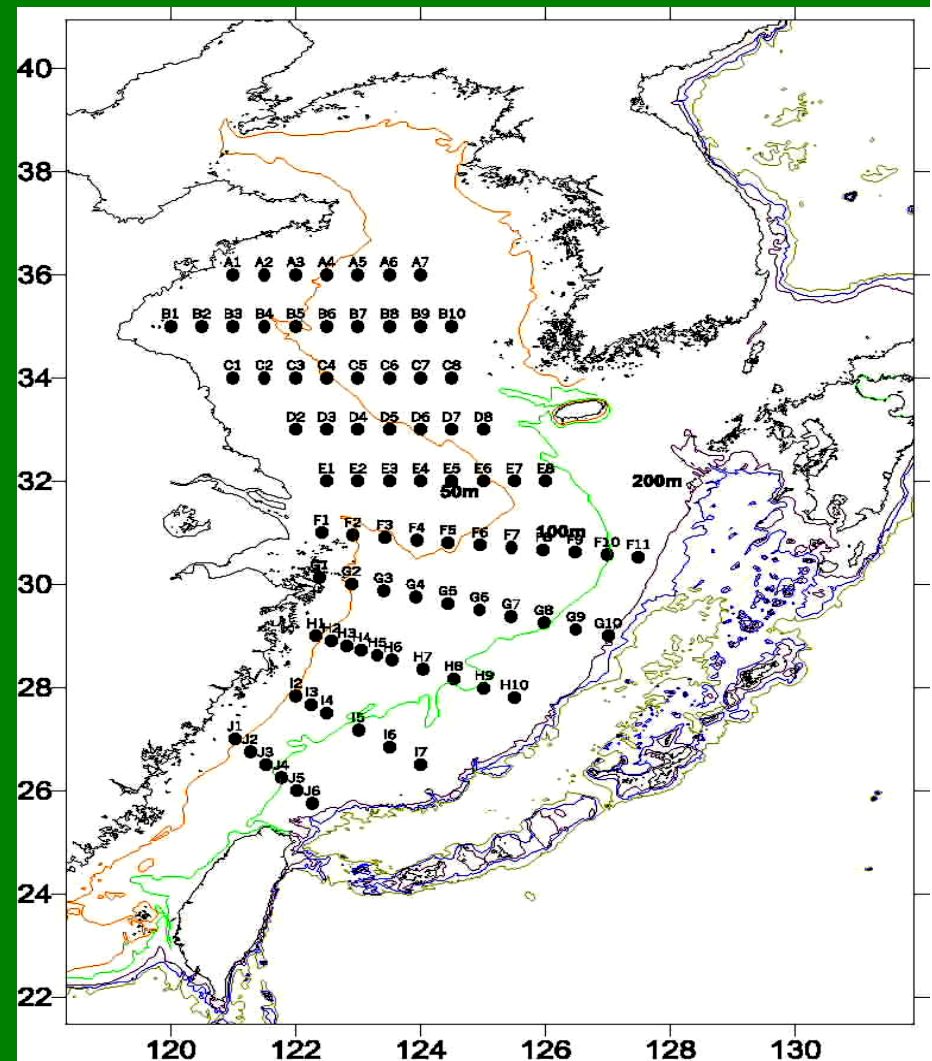 40
38
36
A1 A2 A3 A4 A5 A6 A7
B1 B2 B3 B4 B5 B6 B7 B8 B9 B10
34
C1 C2 C3 C4 C5 C6 C7 C8
D2 D3 D4 D5 D6 D7 D8
32
E1 E2 E3 E4 E5 E6 E7 E8
50m
200m
100m
F1 F2 F3 F4 F5 F6 F7 F9 F10 F11
30
G1 G2 G3 G4 G5 G6 G7 G8 G9 G10
H1 H2 H3 H4 H5 H6 H7 H8 H9 H10
28
I2 I3 I4 I5 I6 I7
J1 J2 J3 J4 J5 J6
26
24
22
120 122 124 126 128 130